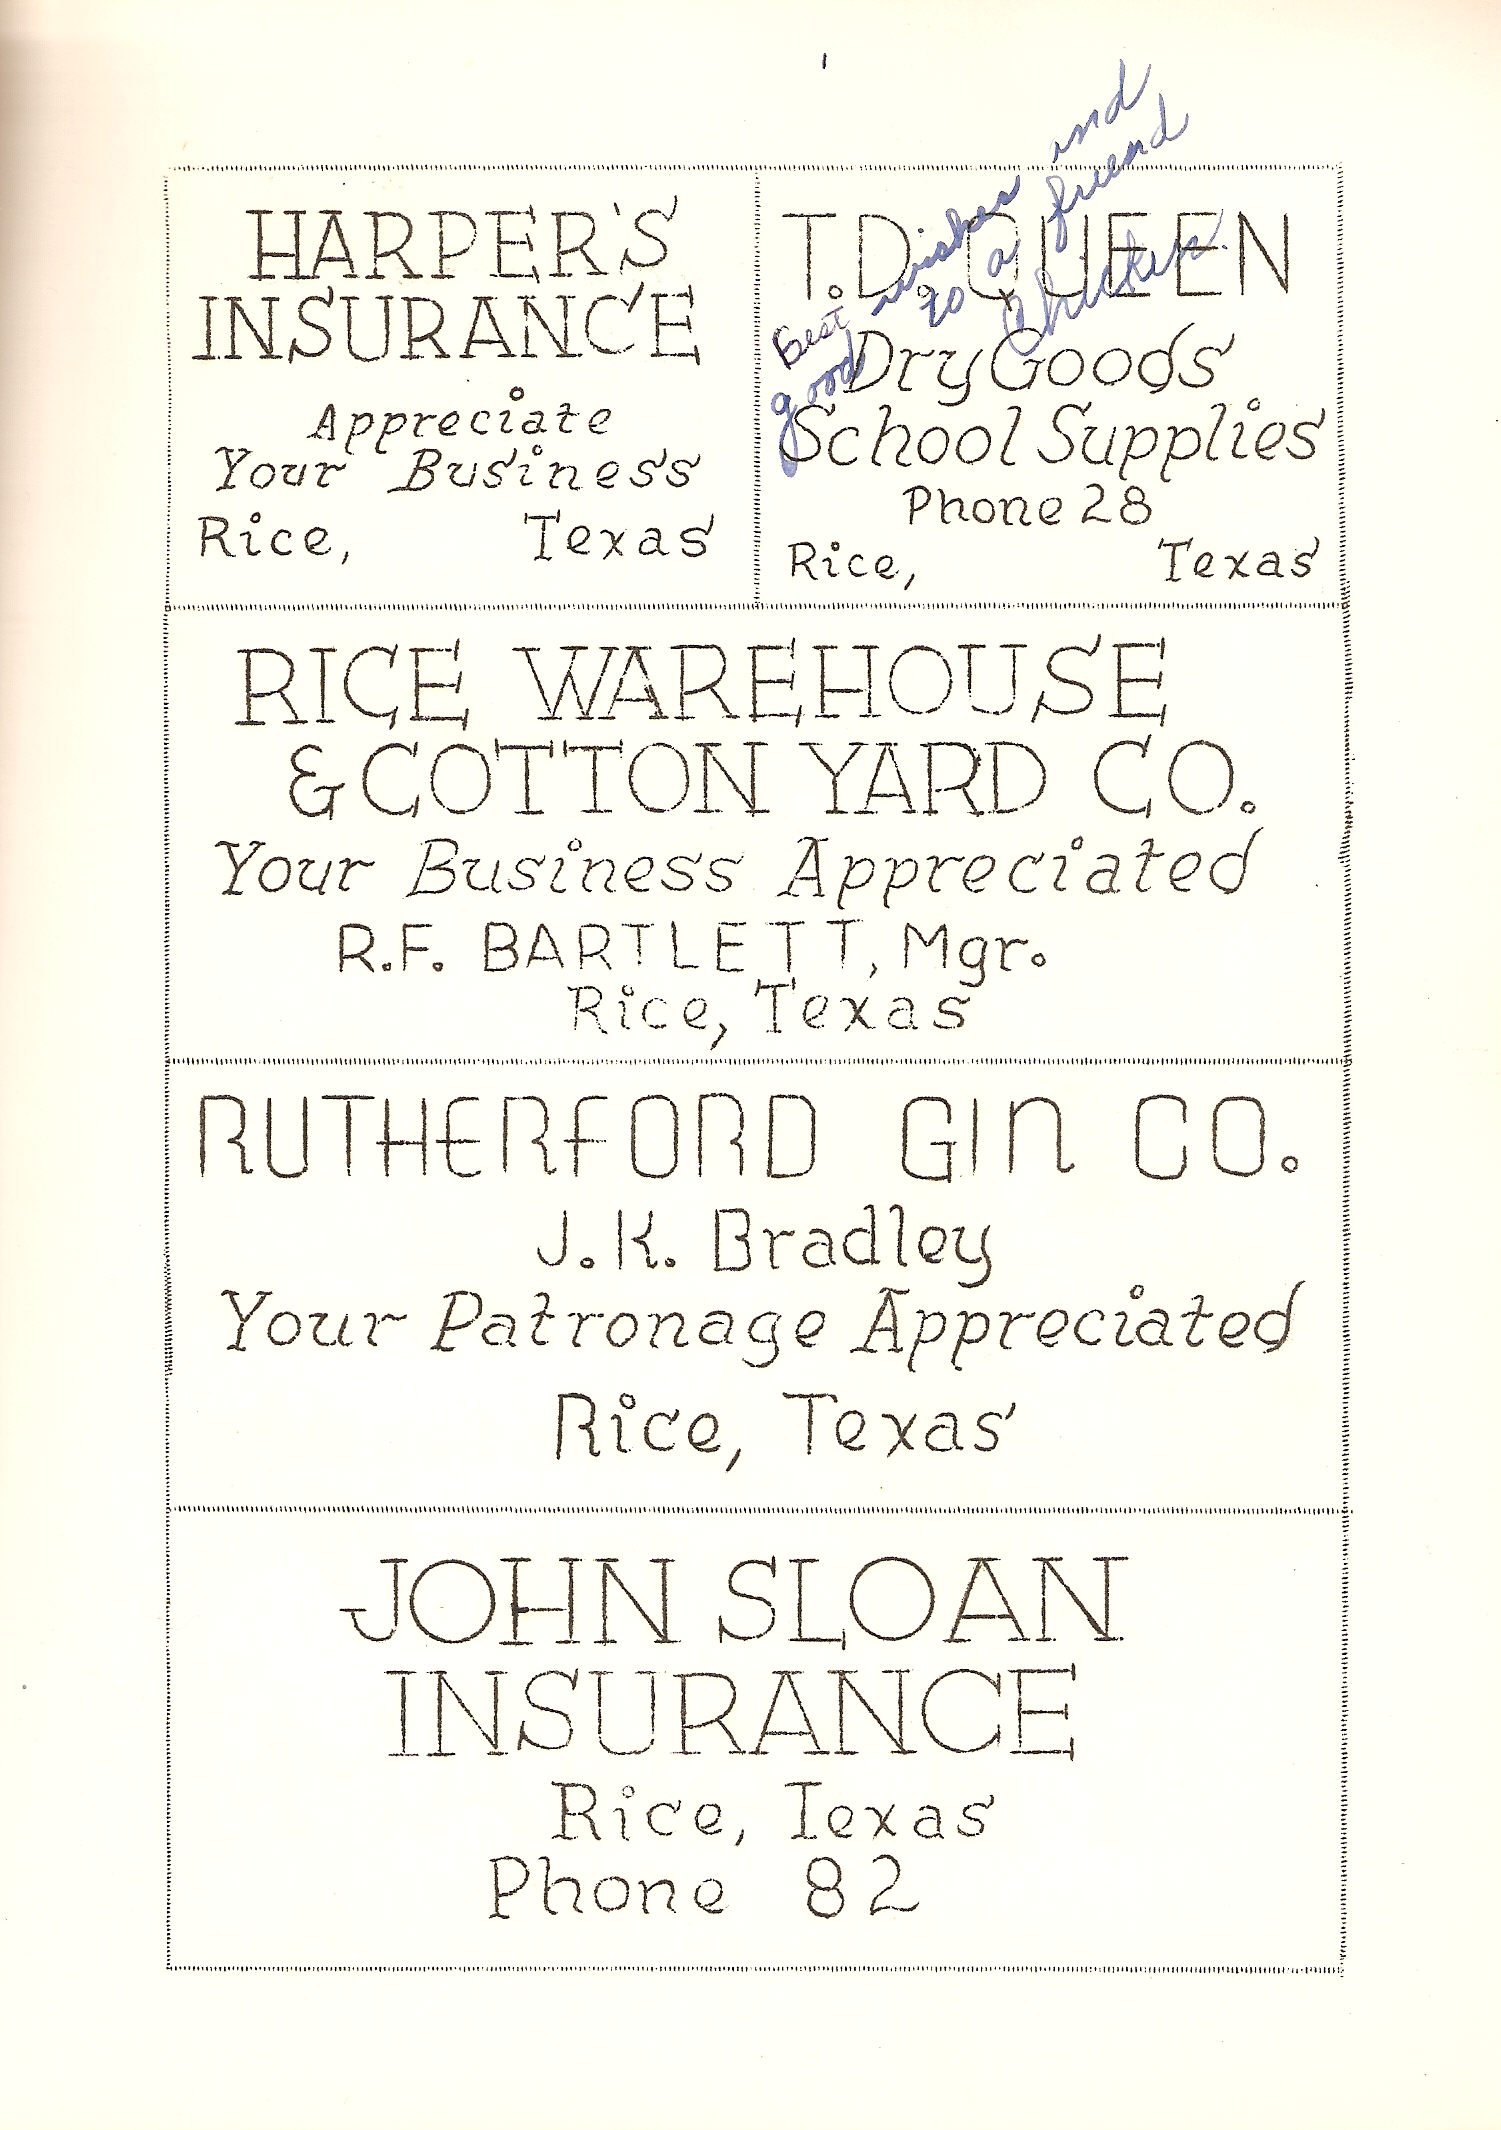 HARPER'S
INSURANCE
Appreciate
Your Business
Rice, Texas
T.D. QUEEN
Dry Goods
School Supplies
Phone 28
Rice, Texas
Best wishes and
good to a friend
RICE WAREHOUSE
& COTTON YARD CO.
Your Business Appreciated
R.F. BARTLETT, Mgr.
Rice, Texas
RUTHERFORD GIN CO.
J.K. Bradley
Your Patronage Appreciated
Rice, Texas
JOHN SLOAN
INSURANCE
Rice, Texas
Phone 82